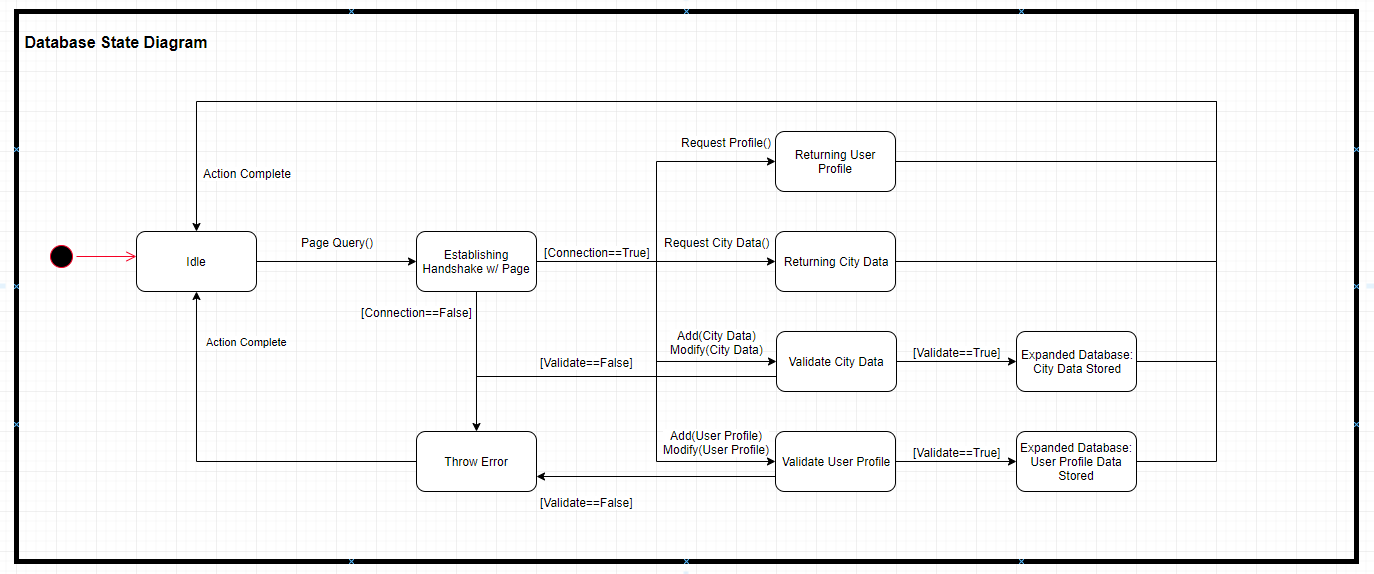 Database State Diagram
Request Profile()
Returning User
Profile
Action Complete
Page Query()
Idle
Establishing
Handshake w/ Page
[Connection==True]
Request City Data()
Returning City Data
[Connection==False]
Action Complete
Add(City Data)
Modify(City Data)
[Validate==False]
Validate City Data
[Validate==True]
Expanded Database:
City Data Stored
Throw Error
Add(User Profile)
Modify(User Profile)
Validate User Profile
[Validate==True]
Expanded Database:
User Profile Data
Stored
[Validate==False]